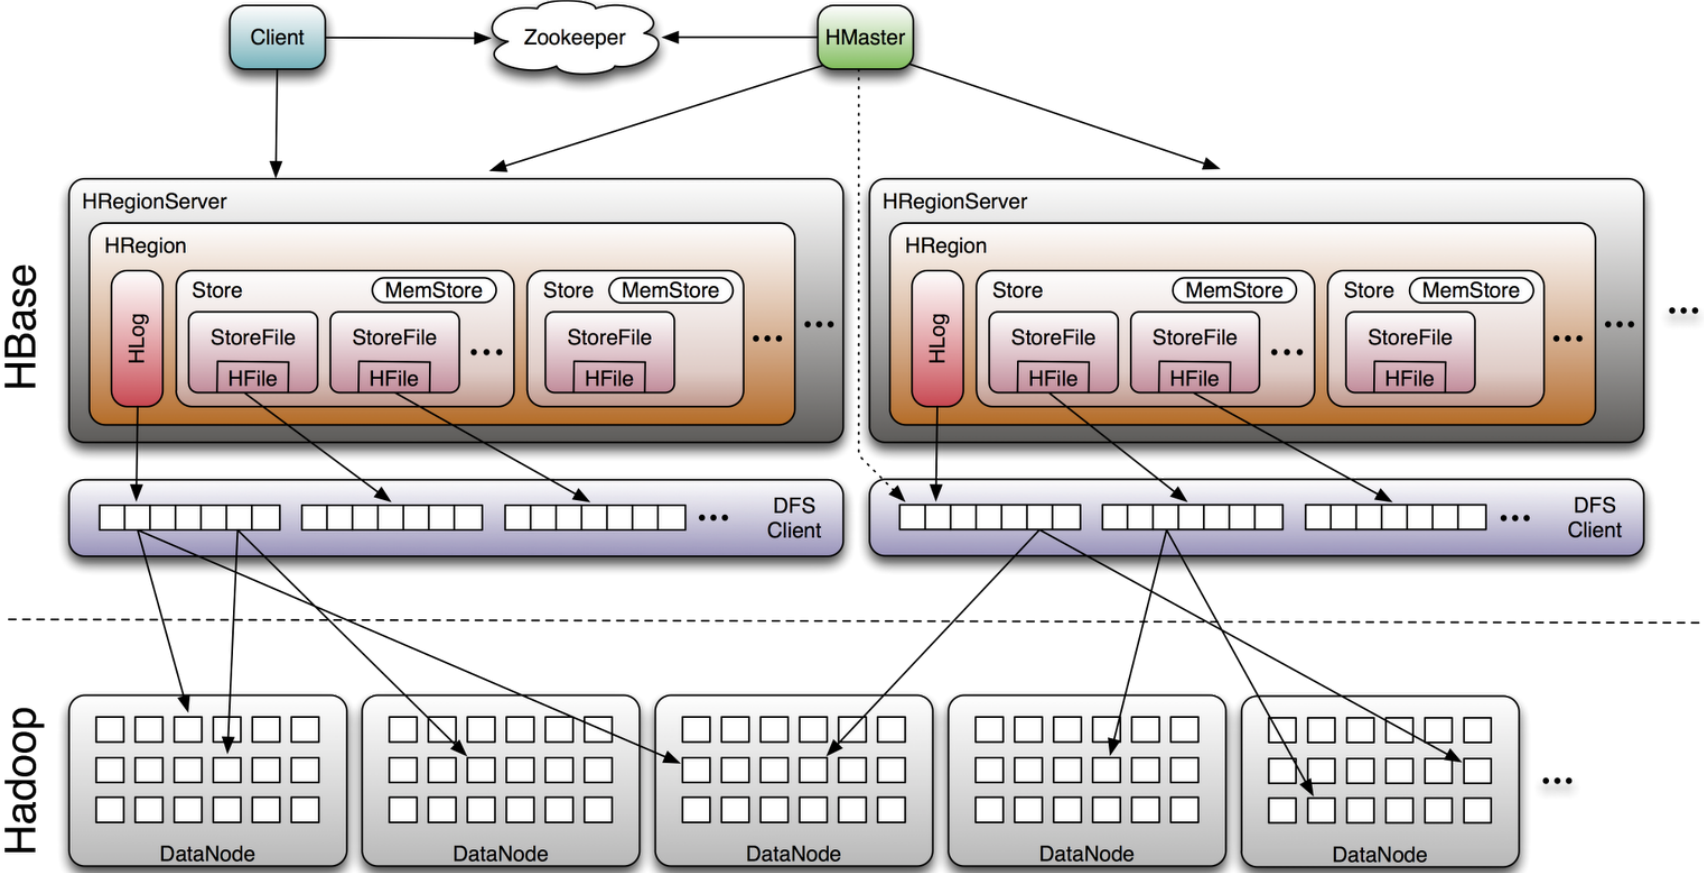 Client
Zookeeper
HMaster
HBase
HRegionServer
HRegion
HLog
Store
MemStore
StoreFile
HFile
StoreFile
HFile
...
Store
MemStore
StoreFile
HFile
...
...
HRegionServer
HRegion
HLog
Store
MemStore
StoreFile
HFile
StoreFile
HFile
...
Store
MemStore
StoreFile
HFile
...
...
...
...
DFS
Client
...
DFS
Client
Hadoop
DataNode
DataNode
DataNode
DataNode
DataNode
...